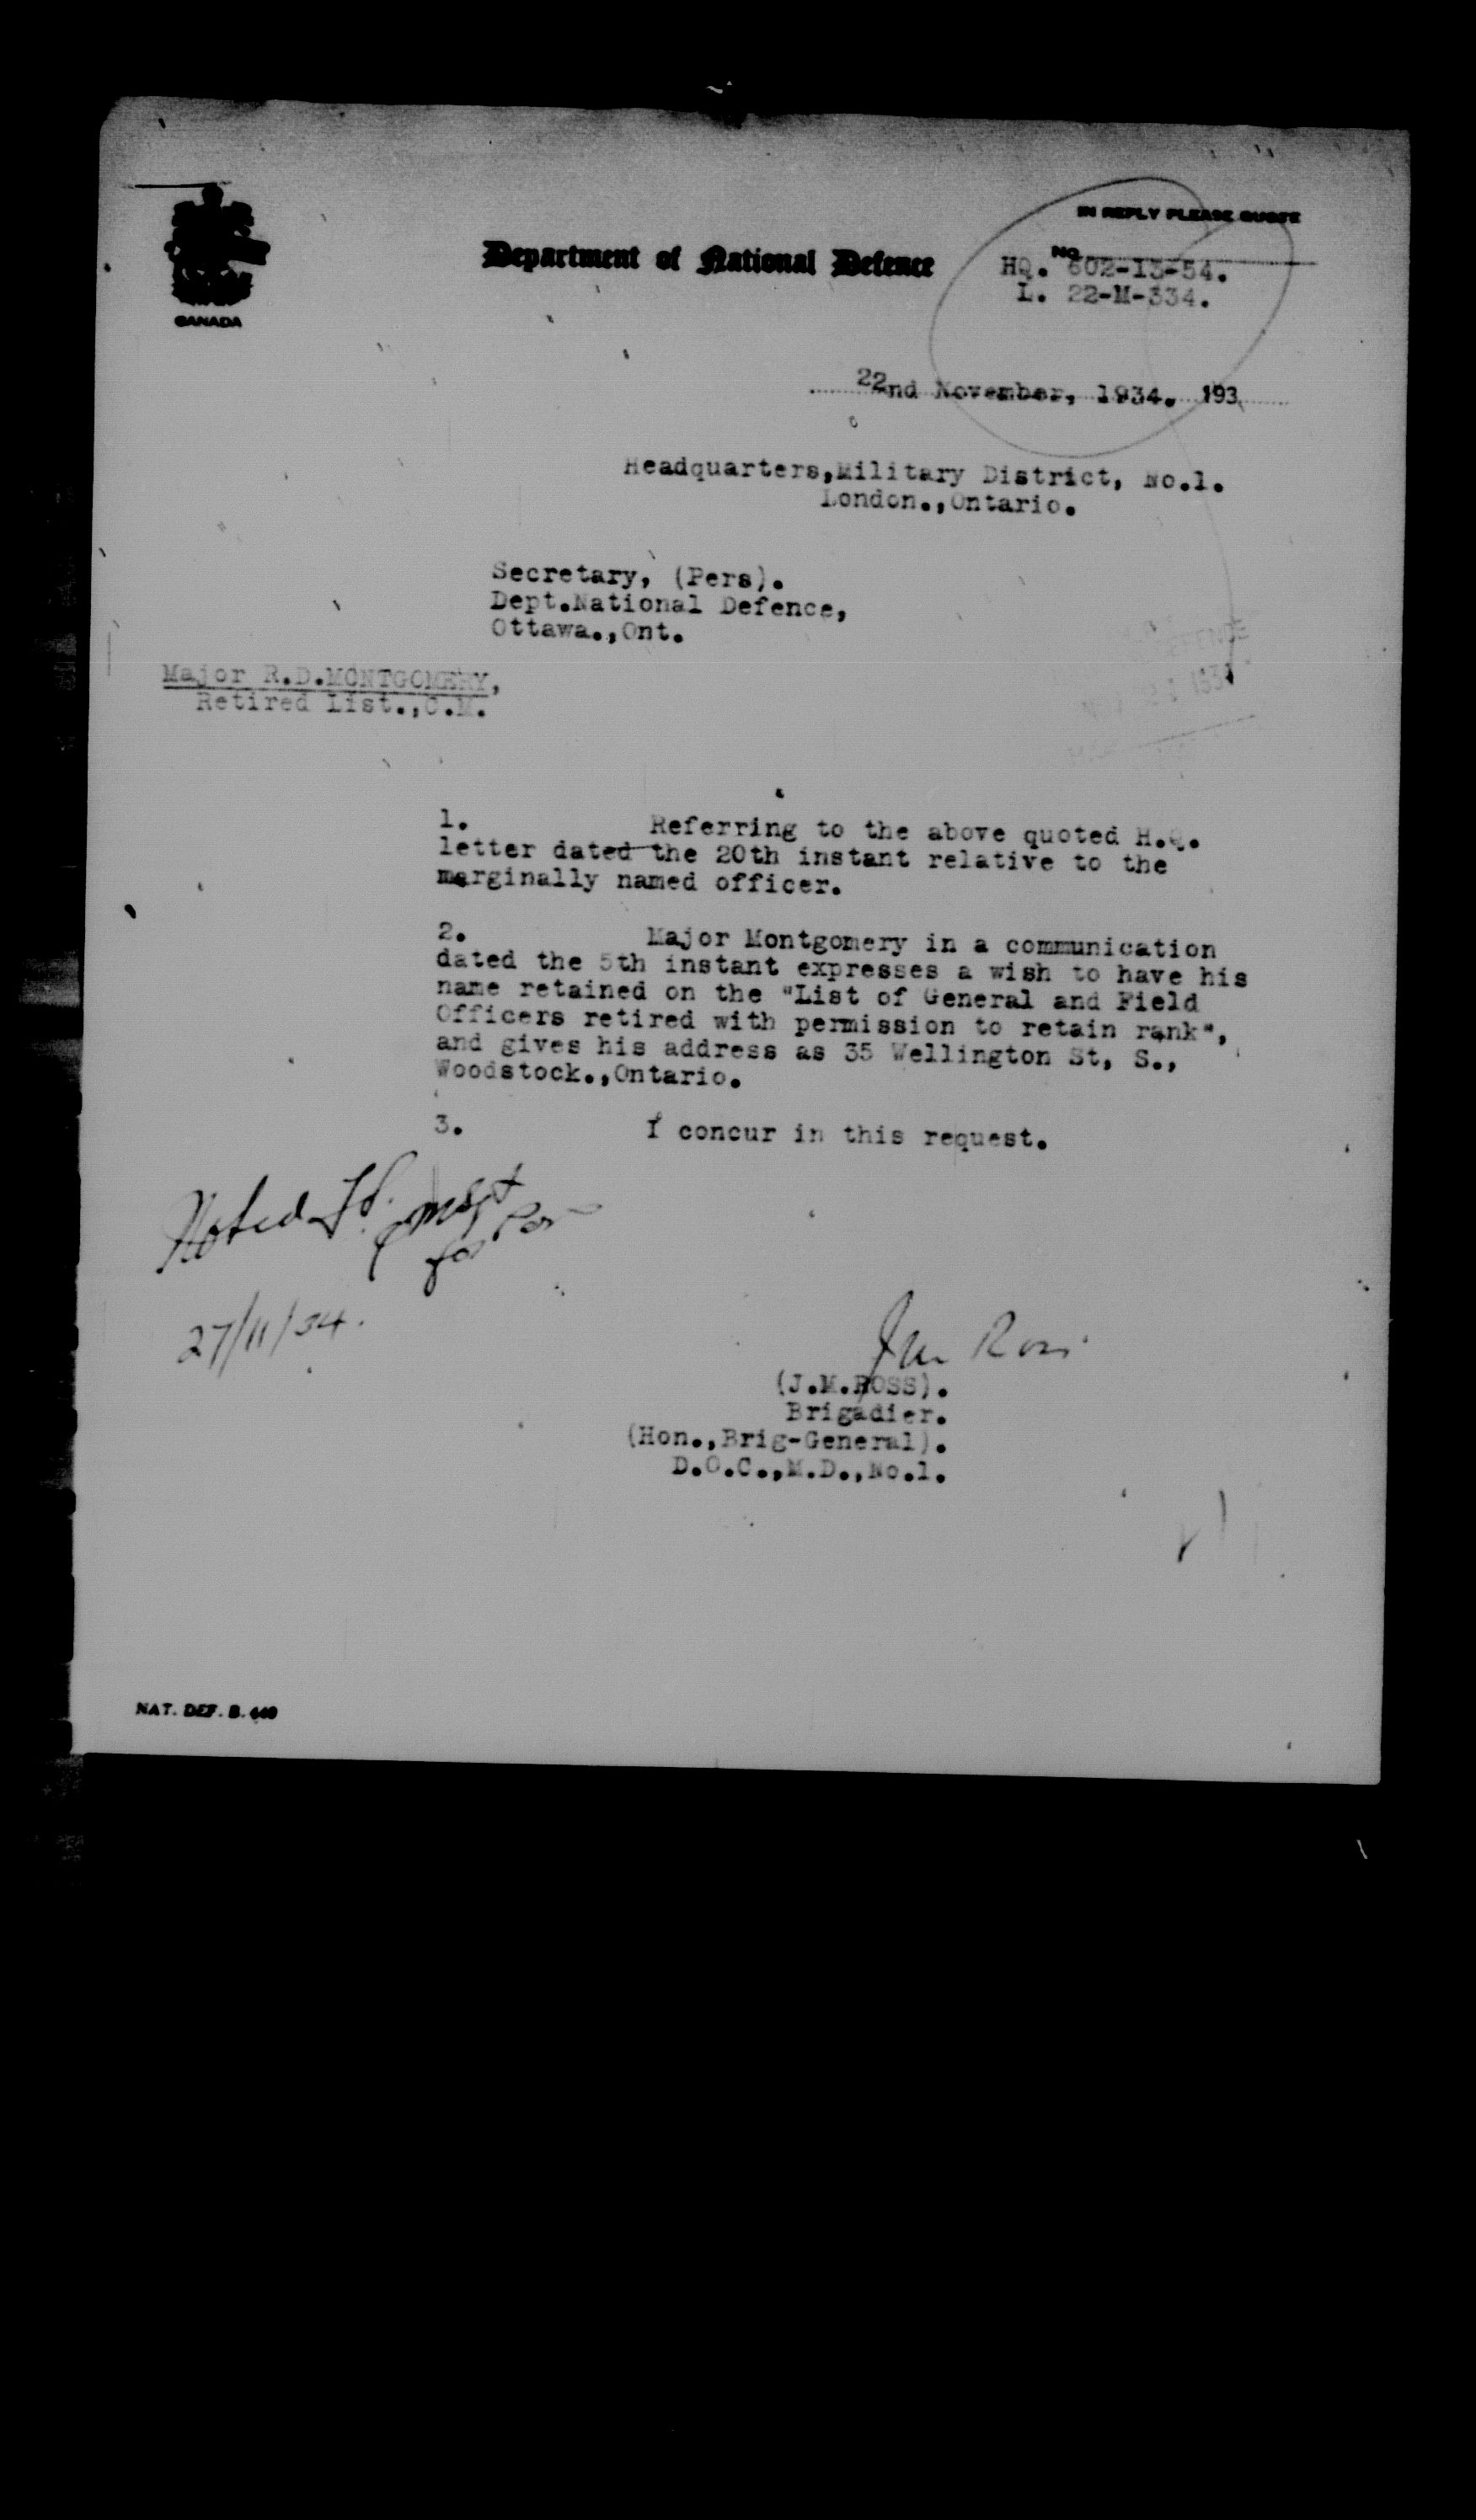 IN REPLY PLEASE QUOTE
Department of National Defence
NO.
HQ. 602-13-54.
L. 22-M-334.
CANADA
22nd November, 1934. 193
Headquarters,Military District, No.1.
London.,Ontario.
Secretary, (Pers).
Dept.National Defence,
Ottawa.,Ont.
Major R.D.MONTGOMERY,
Retired List.,C.M.
1. Referring to the above quoted H.Q.
letter dated the 20th instant relative to the
marginally named officer.
2. Major Montgomery in a communication
dated the 5th instant expresses a wish to have his
name retained on the "List of General and Field
Officers retired with permission to retain rank",
and gives his address as 35 Wellington St, S.,
Woodstock.,Ontario.
3. I concur in this request.
Noted
27/11/34.
J M Ross
(J.M.ROSS).
Brigadier.
(Hon.,Brig-General).
D.O.C.,M.D.,No.1.
NAT. DEF. B. 449